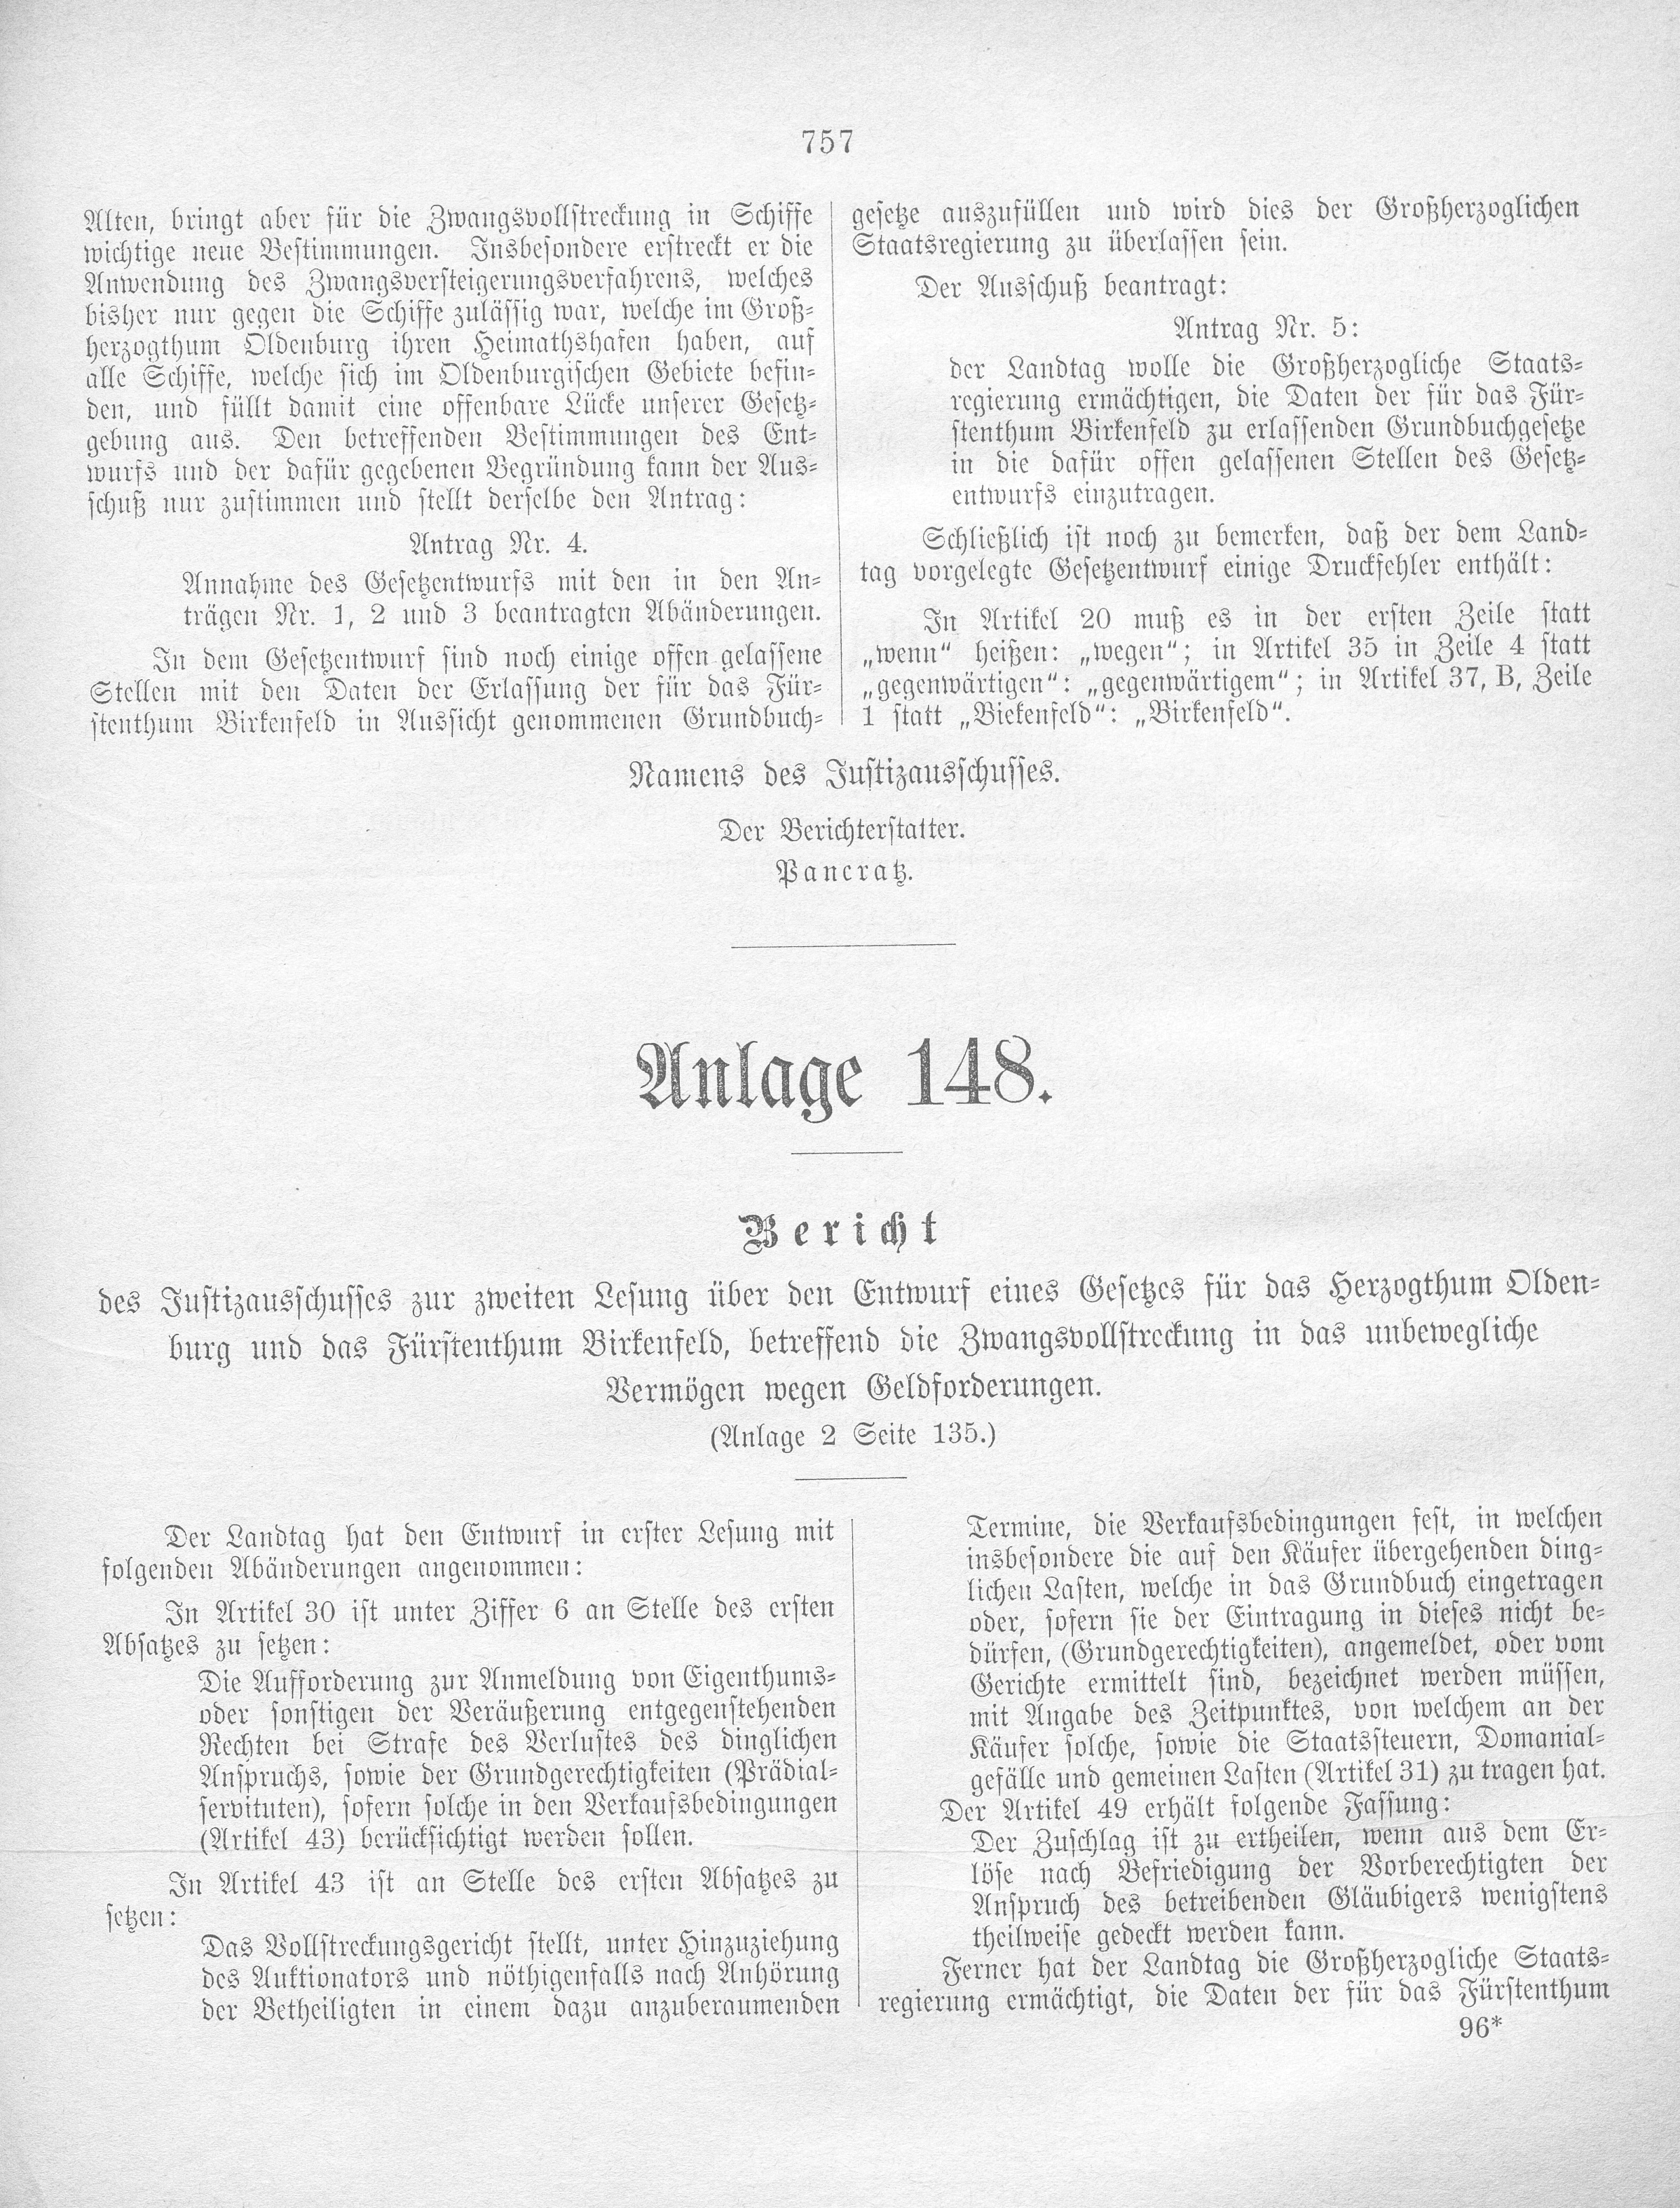 757
Alten, bringt aber für die Zwangsvollstreckung in Schiffe
wichtige neue Bestimmungen. Insbesondere erstreckt er die
Anwendung des Zwangsversteigerungsverfahrens, welches
bisher nur gegen die Schiffe zulässig war, welche im Groß-
herzogthum Oldenburg ihren Heimathshafen haben, auf
alle Schiffe, welche sich im Oldenburgischen Gebiete befin-
den, und füllt damit eine offenbare Lücke unserer Gesetz-
gebung aus. Den betreffenden Bestimmungen des Ent-
wurfs und der dafür gegebenen Begründung kann der Aus-
schuß nur zustimmen und stellt derselbe den Antrag:
Antrag Nr. 4.
Annahme des Gesetzentwurfs mit den in den An-
trägen Nr. 1, 2 und 3 beantragten Abänderungen.
In dem Gesetzentwurf sind noch einige offen gelassene
Stellen mit den Daten der Erlassung der für das Für-
stenthum Birkenfeld in Aussicht genommenen Grundbuch-
gesetze auszufüllen und wird dies der Großherzoglichen
Staatsregierung zu überlassen sein.
Der Ausschuß beantragt:
Antrag Nr. 5:
der Landtag wolle die Großherzogliche Staats-
regierung ermächtigen, die Daten der für das Für-
stenthum Birkenfeld zu erlassenden Grundbuchgesetze
in die dafür offen gelassenen Stellen des Gesetz-
entwurfs einzutragen.
Schließlich ist noch zu bemerken, daß der dem Land-
tag vorgelegte Gesetzentwurf einige Druckfehler enthält:
In Artikel 20 muß es in der ersten Zeile statt
„wenn“ heißen: „wegen“; in Artikel 35 in Zeile 4 statt
„gegenwärtigen“: „gegenwärtigem“; in Artikel 37, B, Zeile
1 statt „Biekenfeld“: „Birkenfeld“.
Namens des Justizausschusses.
Der Berichterstatter.
Pancratz.
Anlage 148.
Bericht
des Justizausschusses zur zweiten Lesung über den Entwurf eines Gesetzes für das Herzogthum Olden-
burg und das Fürstenthum Birkenfeld, betreffend die Zwangsvollstreckung in das unbewegliche
Vermögen wegen Geldforderungen.
(Anlage 2 Seite 135.)
Der Landtag hat den Entwurf in erster Lesung mit
folgenden Abänderungen angenommen:
In Artikel 30 ist unter Ziffer 6 an Stelle des ersten
Absatzes zu setzen:
Die Aufforderung zur Anmeldung von Eigenthums-
oder sonstigen der Veräußerung entgegenstehenden
Rechten bei Strafe des Verlustes des dinglichen
Anspruchs, sowie der Grundgerechtigkeiten (Prädial-
servituten), sofern solche in den Verkaufsbedingungen
(Artikel 43) berücksichtigt werden sollen.
In Artikel 43 ist an Stelle des ersten Absatzes zu
setzen:
Das Vollstreckungsgericht stellt, unter Hinzuziehung
des Auktionators und nöthigenfalls nach Anhörung
der Betheiligten in einem dazu anzuberaumenden
Termine, die Verkaufsbedingungen fest, in welchen
insbesondere die auf den Käufer übergehenden ding-
lichen Lasten, welche in das Grundbuch eingetragen
oder, sofern sie der Eintragung in dieses nicht be-
dürfen, (Grundgerechtigkeiten), angemeldet, oder vom
Gerichte ermittelt sind, bezeichnet werden müssen,
mit Angabe des Zeitpunktes, von welchem an der
Käufer solche, sowie die Staatssteuern, Domanial-
gefälle und gemeinen Lasten (Artikel 31) zu tragen hat.
Der Artikel 49 erhält folgende Fassung:
Der Zuschlag ist zu ertheilen, wenn aus dem Er-
löse nach Befriedigung der Vorberechtigten der
Anspruch des betreibenden Gläubigers wenigstens
theilweise gedeckt werden kann.
Ferner hat der Landtag die Großherzogliche Staats-
regierung ermächtigt, die Daten der für das Fürstenthum
96*